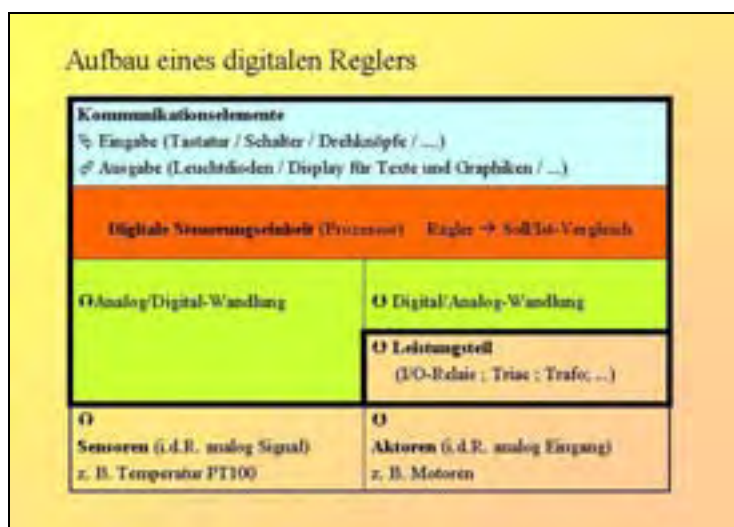 Aufbau eines digitalen Reglers
Kommunikationselemente
Eingabe (Tastatur / Schalter / Drehknöpfe / ....)
Ausgabe (Leuchtdioden / Display für Texte und Graphiken / ...)
Digitale Steuerungseinheit (Prozessor) Regler → Soll/Ist-Vergleich
Analog/Digital-Wandlung
Digital/Analog-Wandlung
Leistungsteil
(I/O-Relais ; Triac ; Trafo; ...)
Sensoren (i.d.R. analog Signal)
z. B. Temperatur PT100
Aktoren (i.d.R. analog Eingang)
z. B. Motoren